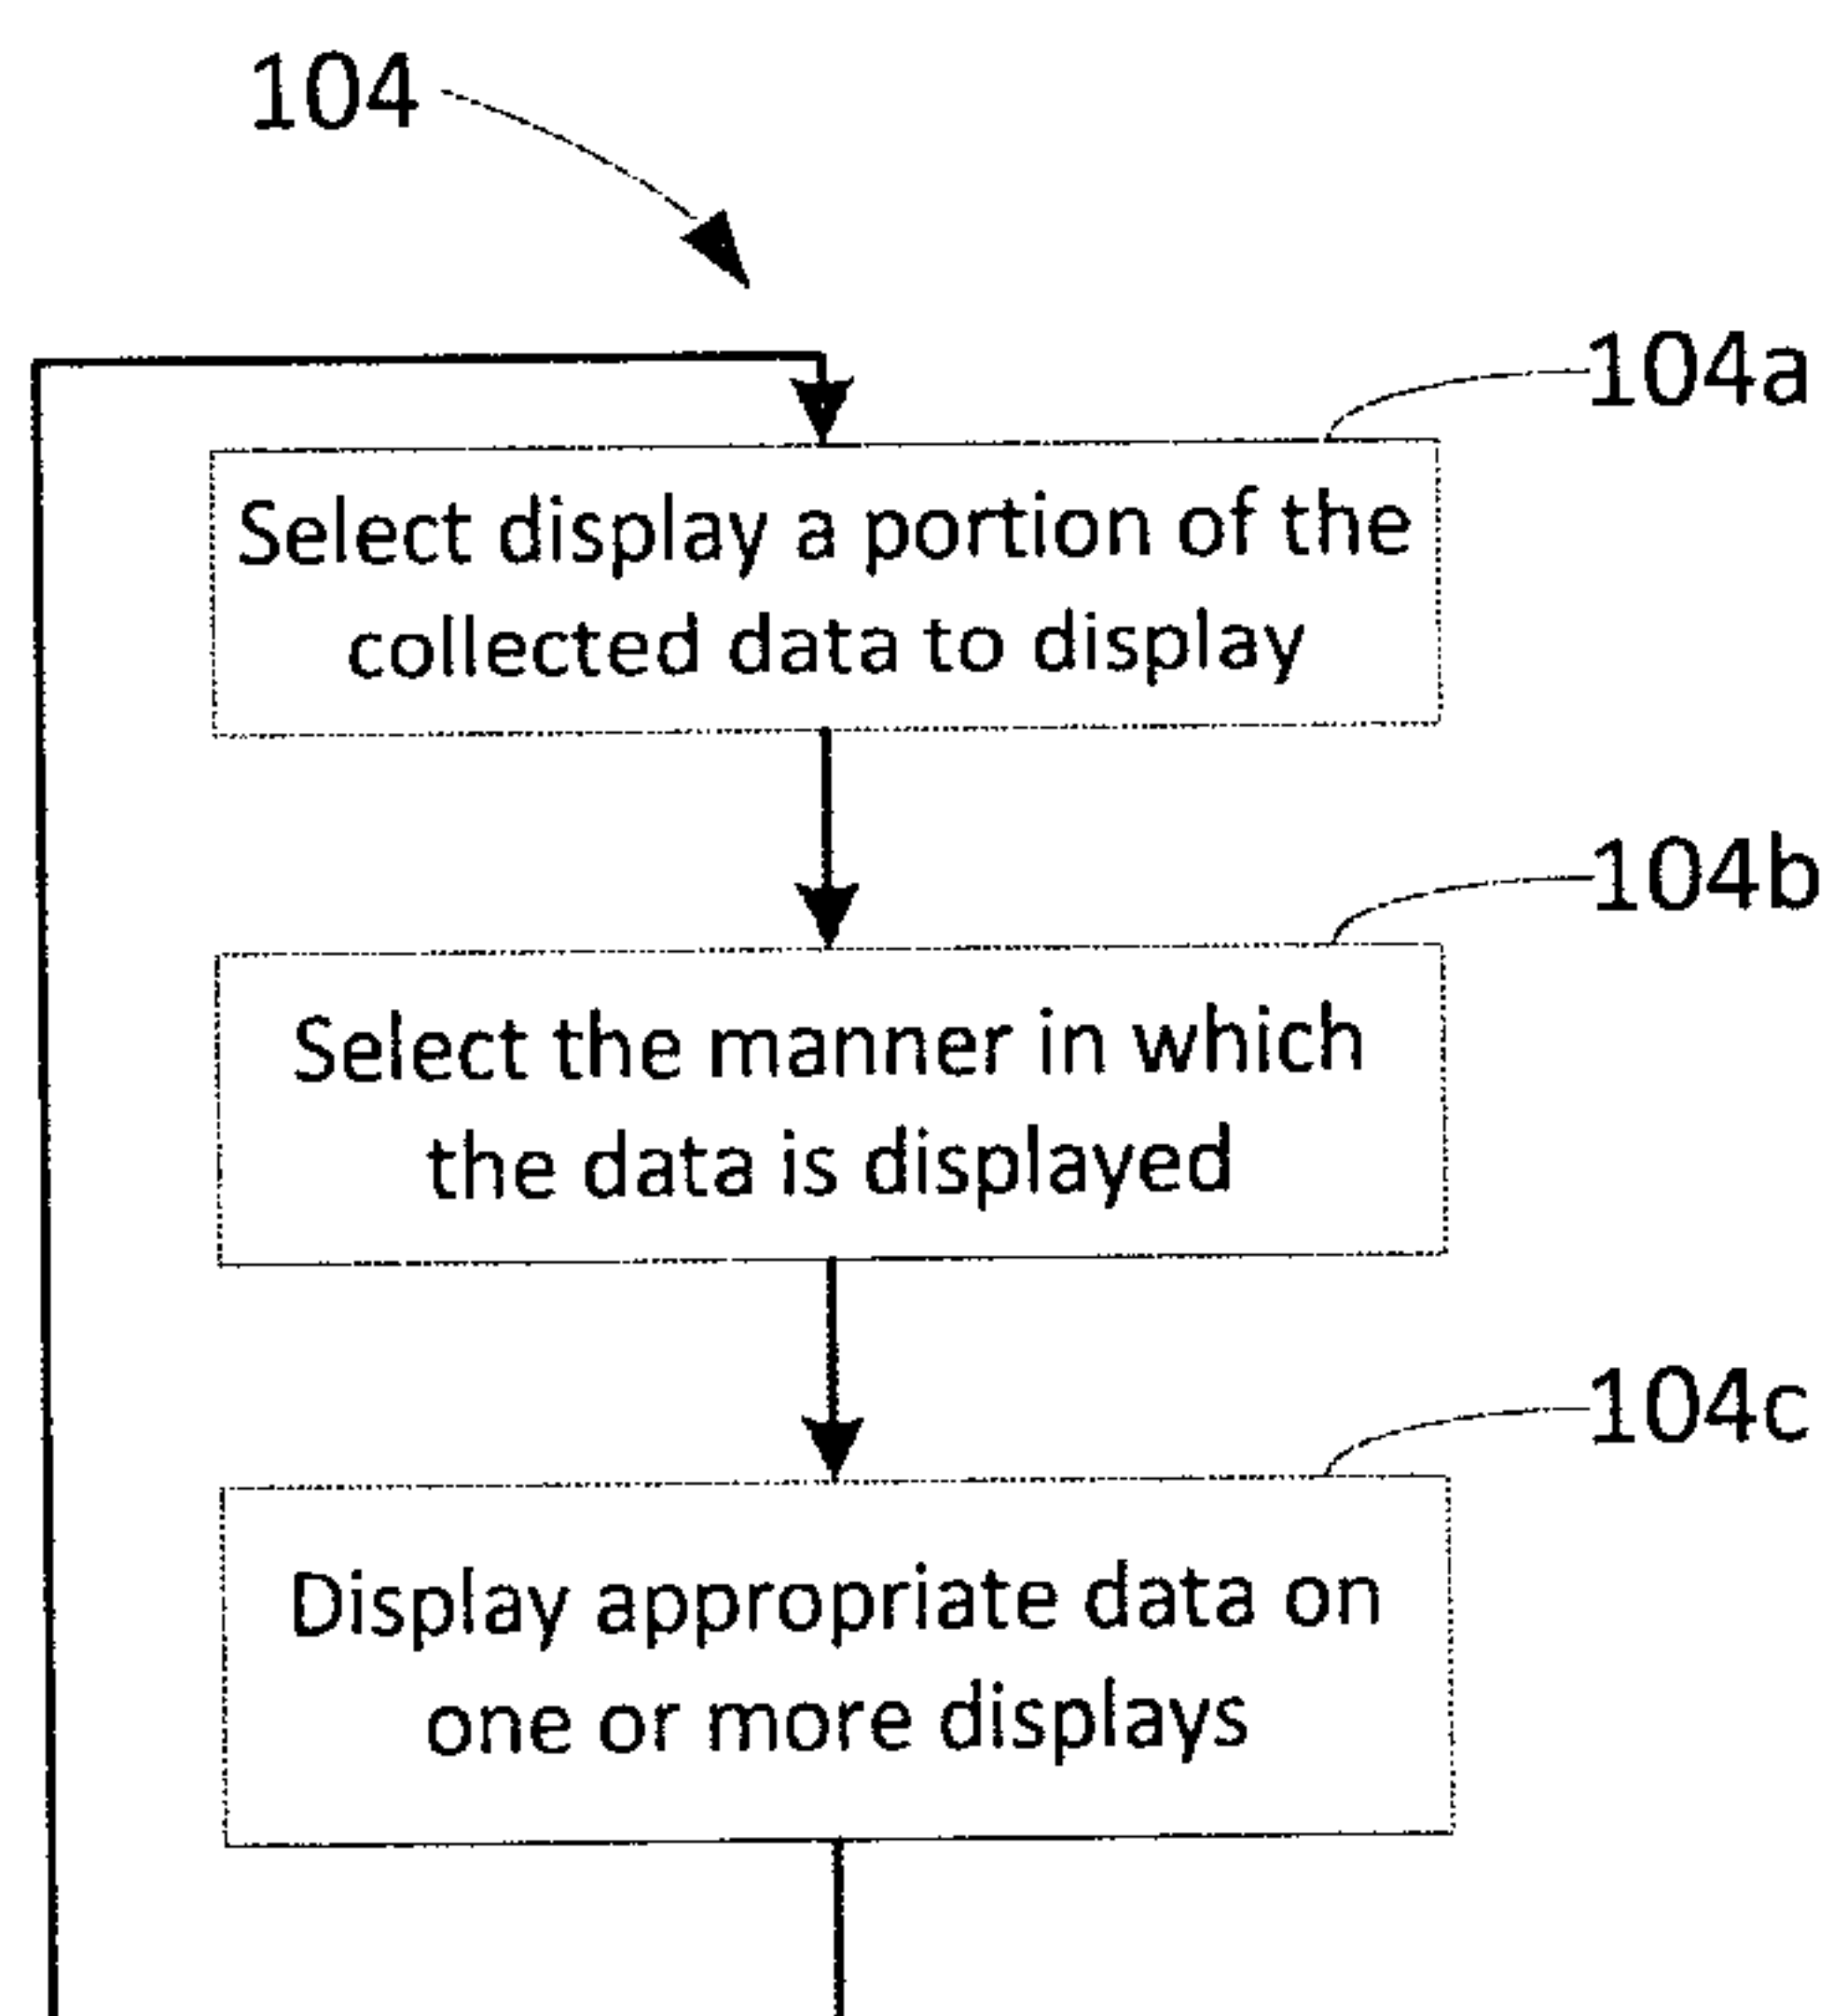 104
104a
Select display a portion of the
collected data to display
104b
Select the manner in which
the data is displayed
104c
Display appropriate data on
one or more displays